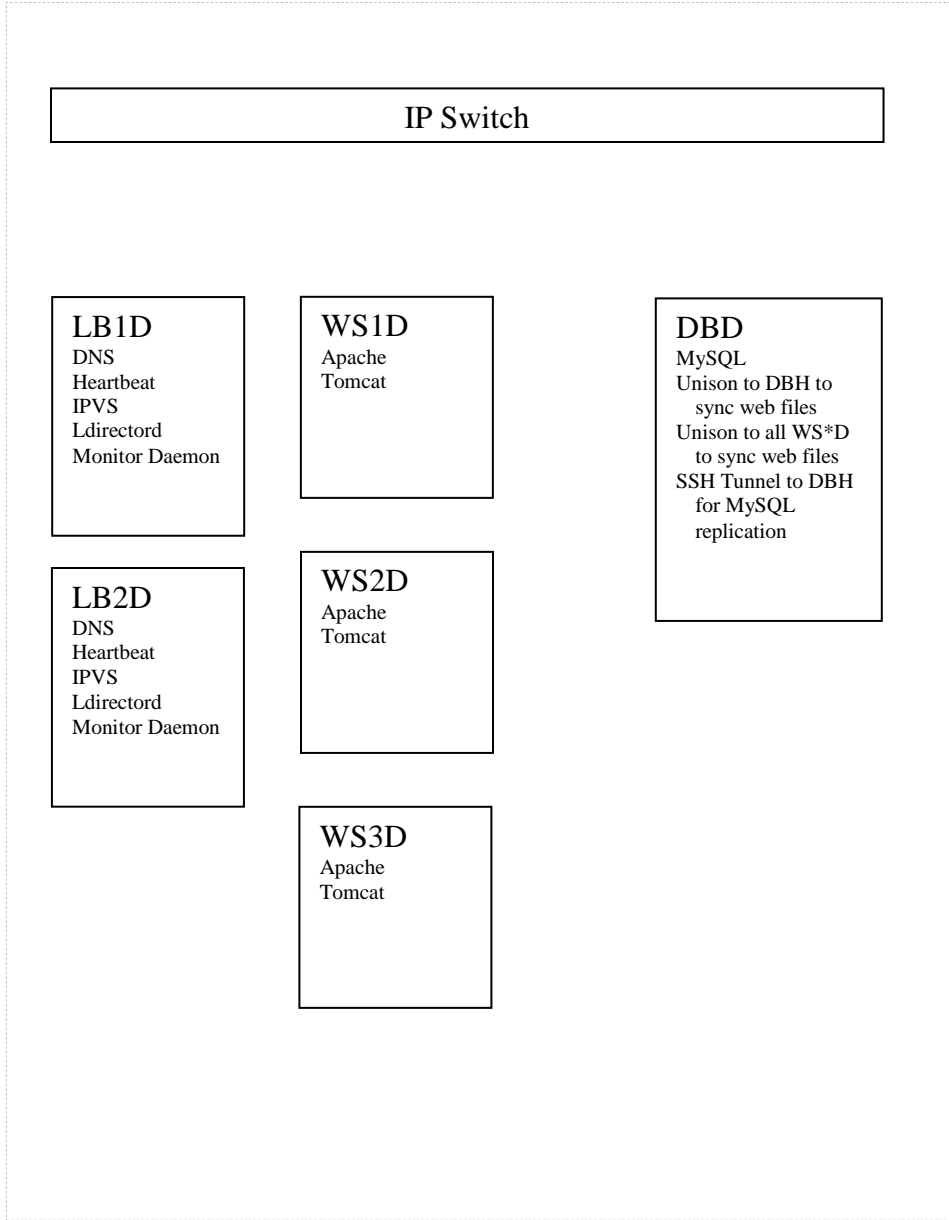 IP Switch
LB1D
DNS
Heartbeat
IPVS
Ldirectord
Monitor Daemon
LB2D
DNS
Heartbeat
IPVS
Ldirectord
Monitor Daemon
WS1D
Apache
Tomcat
WS2D
Apache
Tomcat
WS3D
Apache
Tomcat
DBD
MySQL
Unison to DBH to
sync web files
Unison to all WS*D
to sync web files
SSH Tunnel to DBH
for MySQL
replication